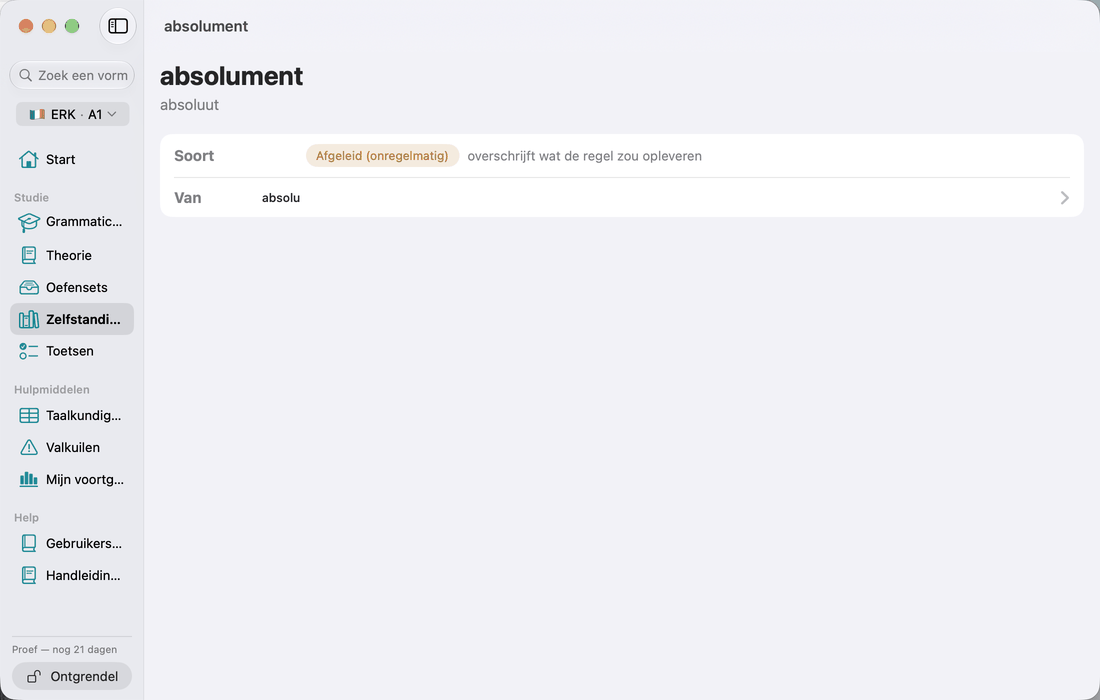 absolument
Zoek een vorm
ERK · A1
Start
Studie
Grammatic...
Theorie
Oefensets
Zelfstandi...
Toetsen
Hulpmiddelen
Taalkundig...
Valkuilen
Mijn voortg...
Help
Gebruikers...
Handleidin...
Proef — nog 21 dagen
Ontgrendel
absolument
absoluut
Soort Afgeleid (onregelmatig) overschrijft wat de regel zou opleveren
Van absolu